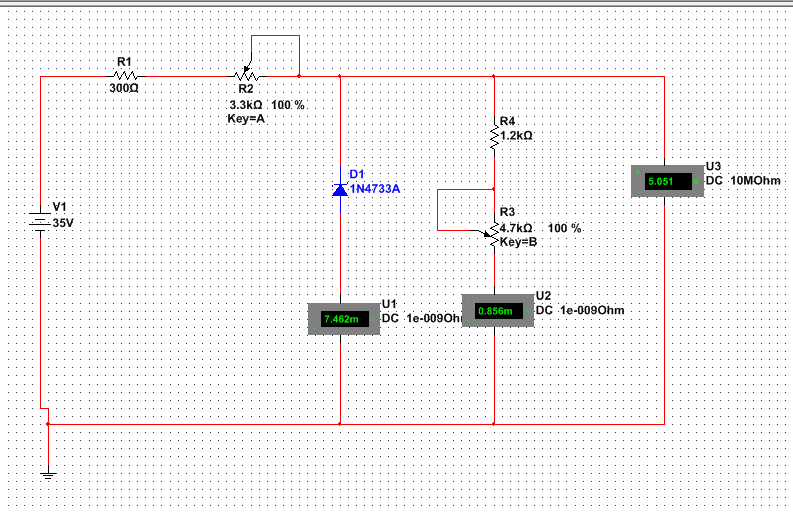 R1
300Ω
R2
3.3kΩ 100 %
Key=A
R4
1.2kΩ
D1
1N4733A
U3
5.051
DC 10MOhm
V1
35V
R3
4.7kΩ 100 %
Key=B
U1
7.462m
DC 1e-009Oh
U2
0.856m
DC 1e-009Ohm